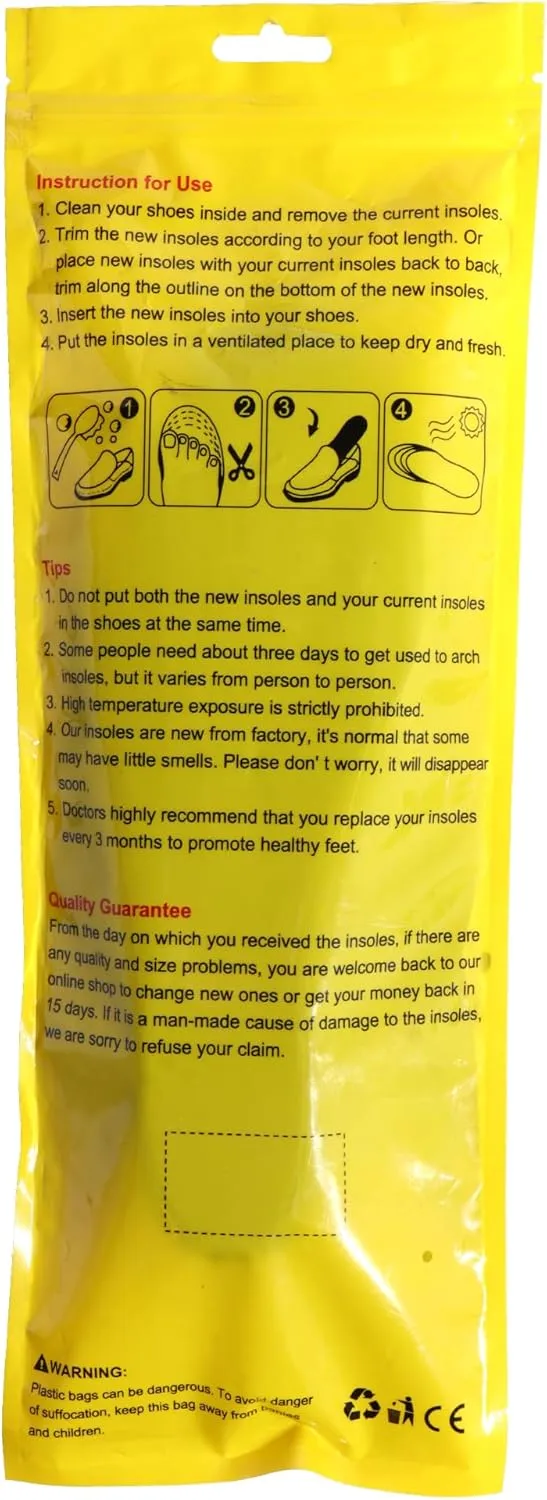 Instruction for Use
1. Clean your shoes inside and remove the current insoles.
2. Trim the new insoles according to your foot length. Or
place new insoles with your current insoles back to back,
trim along the outline on the bottom of the new insoles.
3. Insert the new insoles into your shoes.
4. Put the insoles in a ventilated place to keep dry and fresh.
1 2 3 4
Tips
1. Do not put both the new insoles and your current insoles
in the shoes at the same time.
2. Some people need about three days to get used to arch
insoles, but it varies from person to person.
3. High temperature exposure is strictly prohibited.
4. Our insoles are new from factory, it's normal that some
may have little smells. Please don' t worry, it will disappear
soon.
5. Doctors highly recommend that you replace your insoles
every 3 months to promote healthy feet.
Quality Guarantee
From the day on which you received the insoles, if there are
any quality and size problems, you are welcome back to our
online shop to change new ones or get your money back in
15 days. If it is a man-made cause of damage to the insoles,
we are sorry to refuse your claim.
WARNING:
Plastic bags can be dangerous, To avoid danger
of suffocation, keep this bag away from babies
and children.
CE